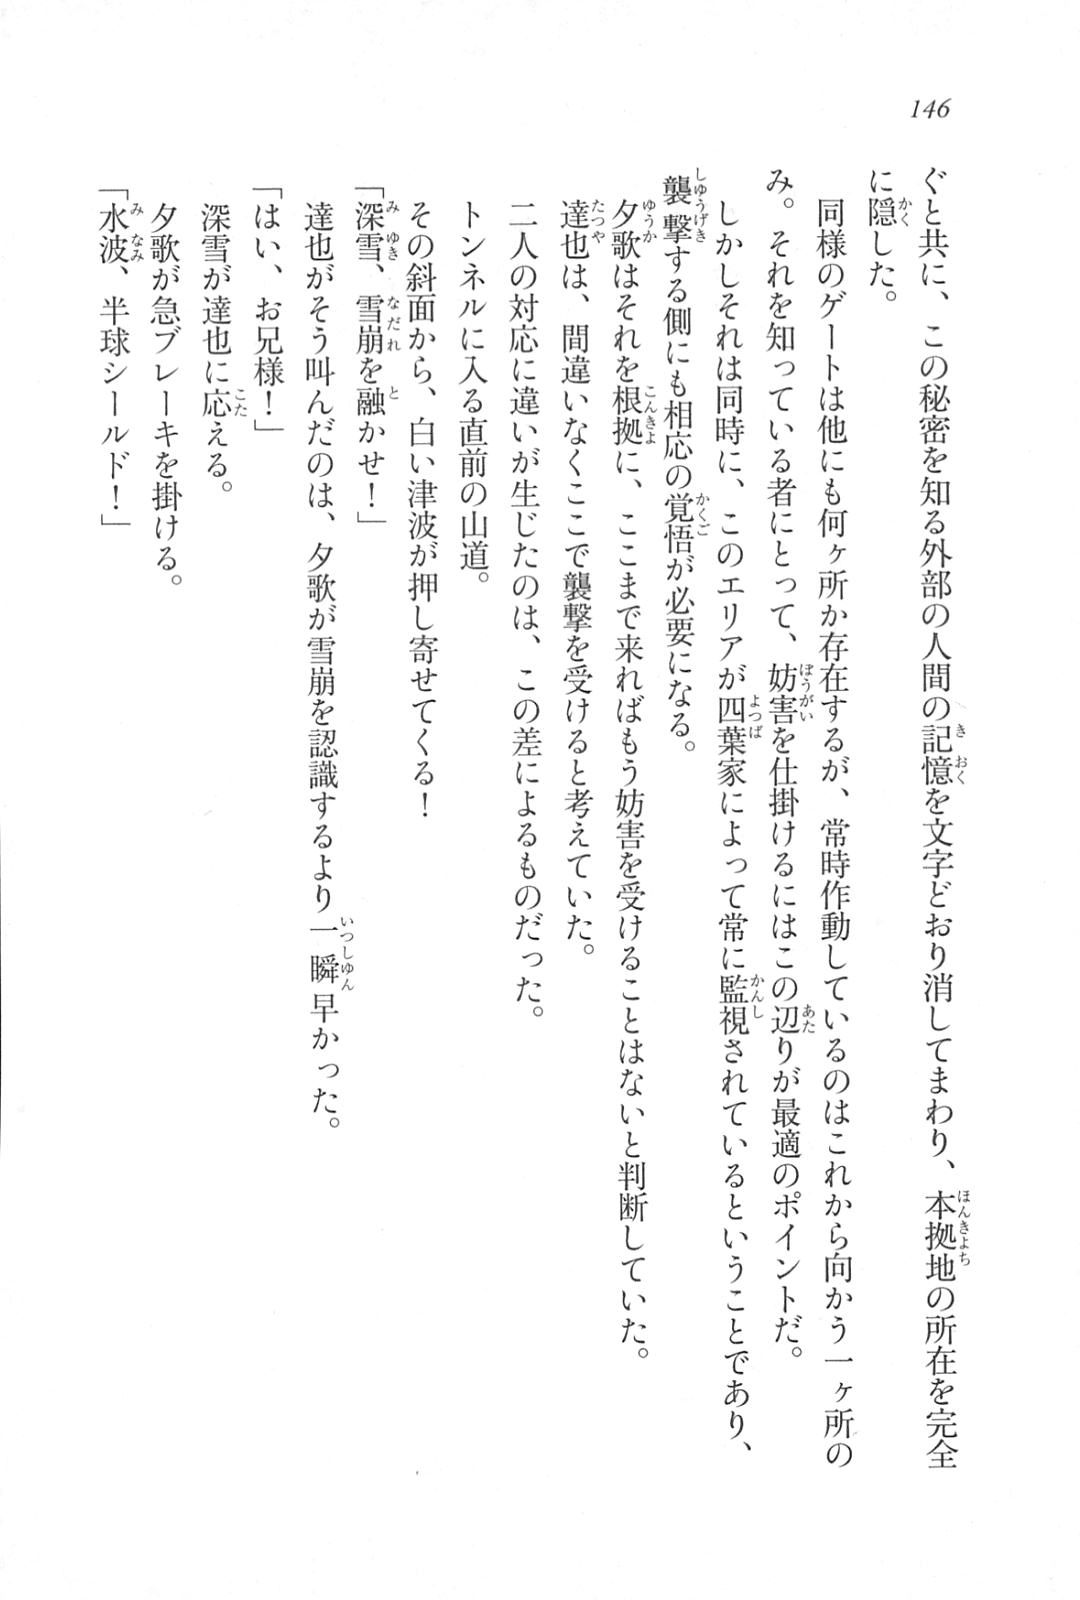 146
ぐと共に、この秘密を知る外部の人間の記憶を文字どおり消してまわり、本拠地の所在を完全
に隠した。
同様のゲートは他にも何ヶ所か存在するが、常時作動しているのはこれから向かう一ヶ所の
み。それを知っている者にとって、妨害を仕掛けるにはこの辺りが最適のポイントだ。
しかしそれは同時に、このエリアが四葉家によって常に監視されているということであり、
襲撃する側にも相応の覚悟が必要になる。
夕歌はそれを根拠に、ここまで来ればもう妨害を受けることはないと判断していた。
達也は、間違いなくここで襲撃を受けると考えていた。
二人の対応に違いが生じたのは、この差によるものだった。
トンネルに入る直前の山道。
その斜面から、白い津波が押し寄せてくる！
「深雪、雪崩を融かせ！」
達也がそう叫んだのは、夕歌が雪崩を認識するより一瞬早かった。
「はい、お兄様！」
深雪が達也に応える。
夕歌が急ブレーキを掛ける。
「水波、半球シールド！」